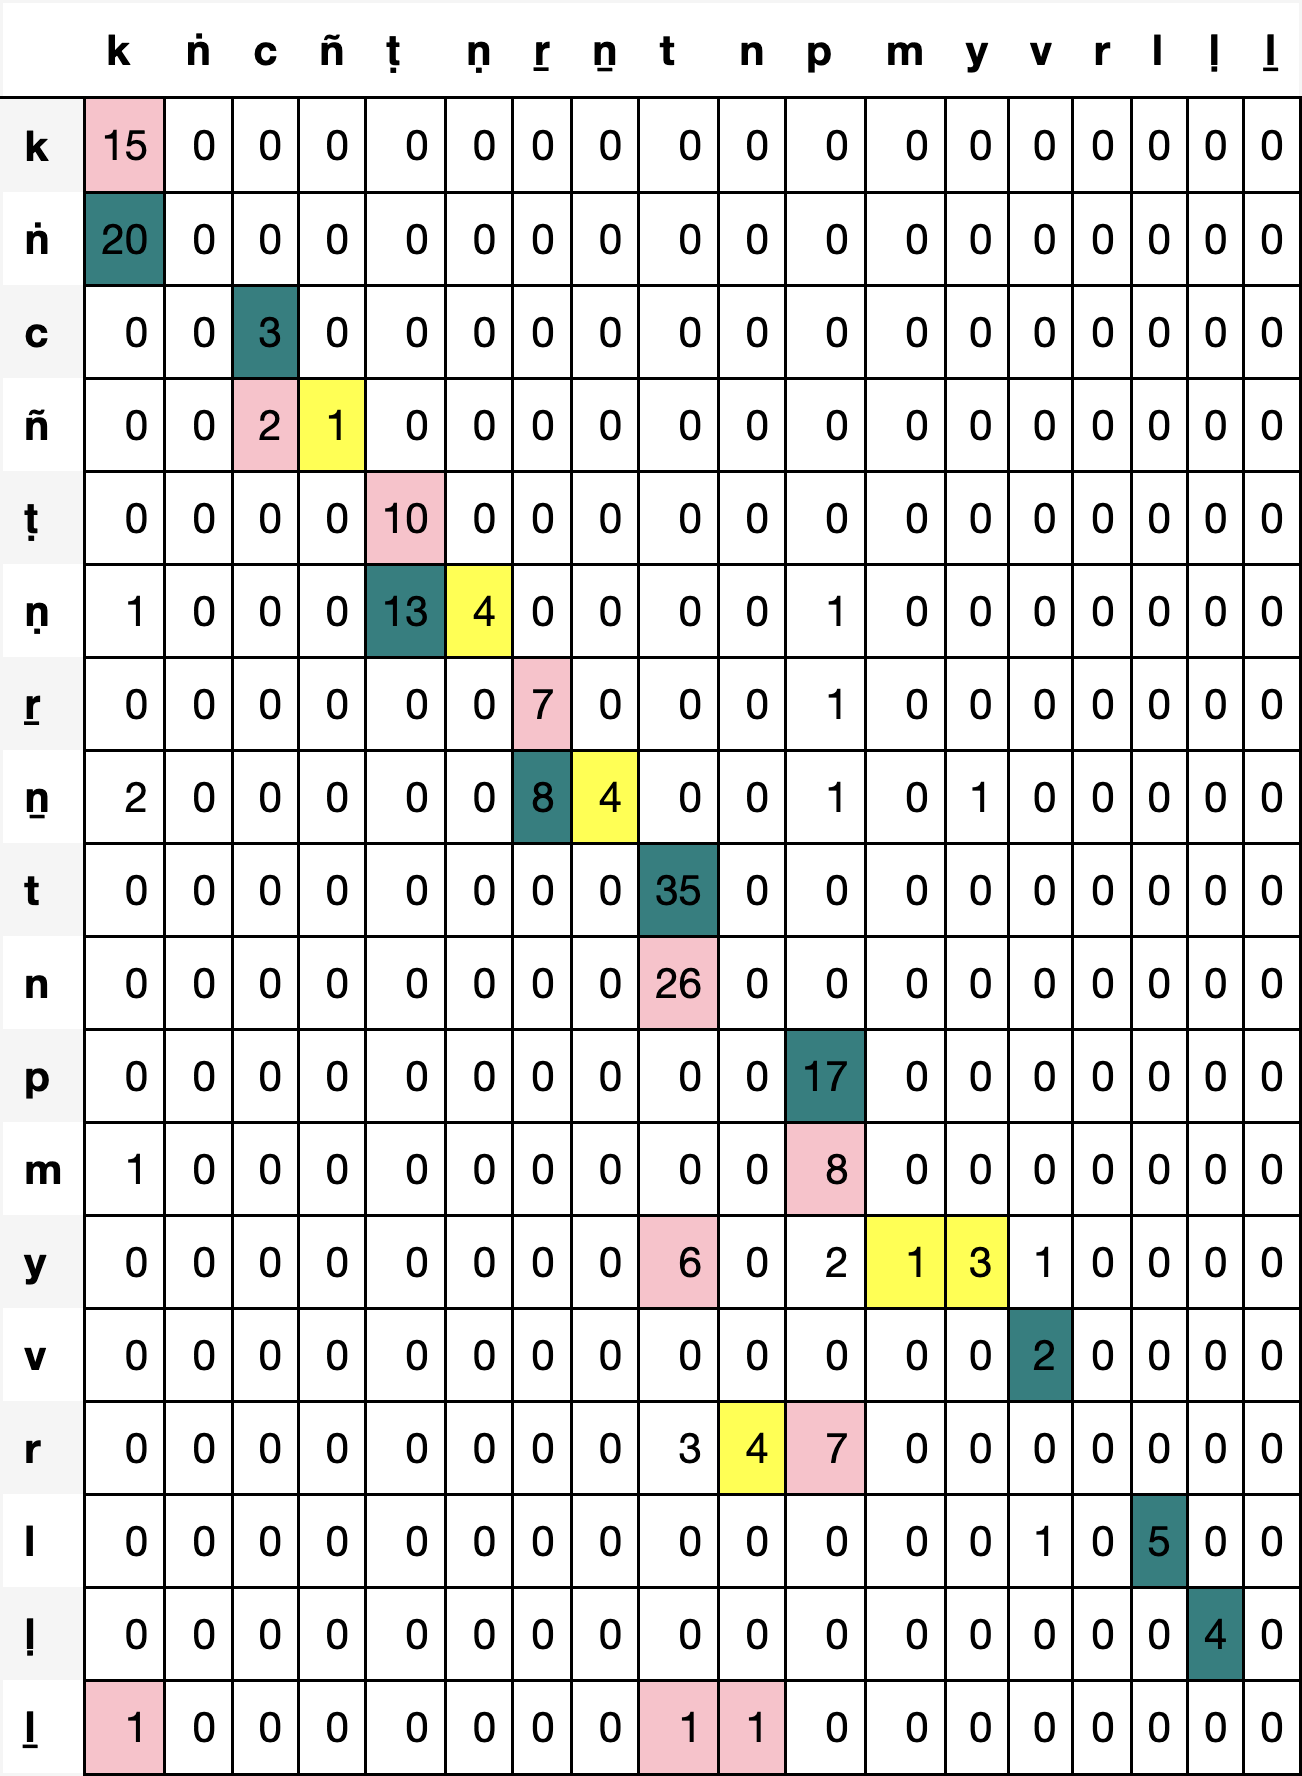 k ṅ c ñ ṭ ṇ ṟ ṉ t n p m y v r l ḷ ḻ
k 15 0 0 0 0 0 0 0 0 0 0 0 0 0 0 0 0 0
ṅ 20 0 0 0 0 0 0 0 0 0 0 0 0 0 0 0 0 0
c 0 0 3 0 0 0 0 0 0 0 0 0 0 0 0 0 0 0
ñ 0 0 2 1 0 0 0 0 0 0 0 0 0 0 0 0 0 0
ṭ 0 0 0 0 10 0 0 0 0 0 0 0 0 0 0 0 0 0
ṇ 1 0 0 0 13 4 0 0 0 0 1 0 0 0 0 0 0 0
ṟ 0 0 0 0 0 0 7 0 0 0 1 0 0 0 0 0 0 0
ṉ 2 0 0 0 0 0 8 4 0 0 1 0 1 0 0 0 0 0
t 0 0 0 0 0 0 0 0 35 0 0 0 0 0 0 0 0 0
n 0 0 0 0 0 0 0 0 26 0 0 0 0 0 0 0 0 0
p 0 0 0 0 0 0 0 0 0 0 17 0 0 0 0 0 0 0
m 1 0 0 0 0 0 0 0 0 0 8 0 0 0 0 0 0 0
y 0 0 0 0 0 0 0 0 6 0 2 1 3 1 0 0 0 0
v 0 0 0 0 0 0 0 0 0 0 0 0 0 2 0 0 0 0
r 0 0 0 0 0 0 0 0 3 4 7 0 0 0 0 0 0 0
l 0 0 0 0 0 0 0 0 0 0 0 0 0 1 0 5 0 0
ḷ 0 0 0 0 0 0 0 0 0 0 0 0 0 0 0 0 4 0
ḻ 1 0 0 0 0 0 0 0 1 1 0 0 0 0 0 0 0 0